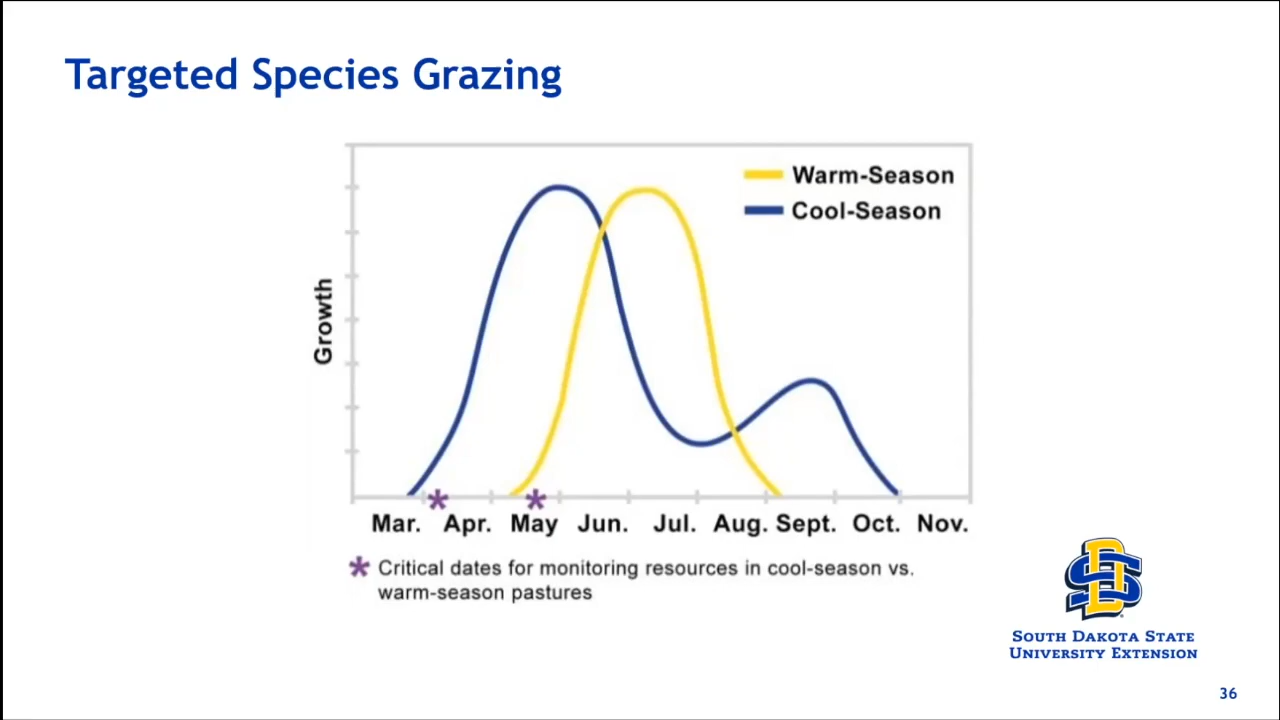 Targeted Species Grazing
Warm-Season
Cool-Season
Growth
Mar. Apr. May Jun. Jul. Aug. Sept. Oct. Nov.
* Critical dates for monitoring resources in cool-season vs.
warm-season pastures
SD
SOUTH DAKOTA STATE
UNIVERSITY EXTENSION
36